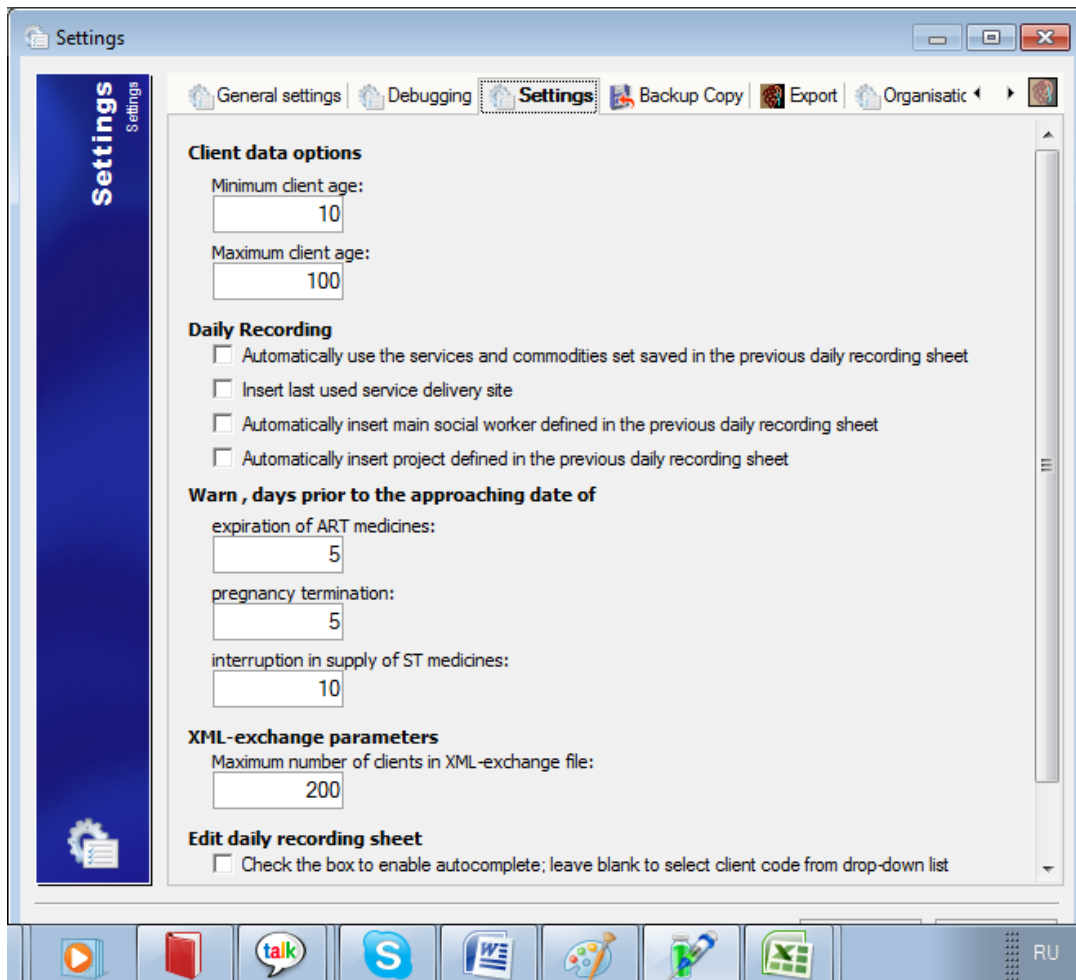 Settings
Settings
Settings
General settings
Debugging
Settings
Backup Copy
Export
Organisatic
Client data options
Minimum client age:
10
Maximum client age:
100
Daily Recording
Automatically use the services and commodities set saved in the previous daily recording sheet
Insert last used service delivery site
Automatically insert main social worker defined in the previous daily recording sheet
Automatically insert project defined in the previous daily recording sheet
Warn , days prior to the approaching date of
expiration of ART medicines:
5
pregnancy termination:
5
interruption in supply of ST medicines:
10
XML-exchange parameters
Maximum number of clients in XML-exchange file:
200
Edit daily recording sheet
Check the box to enable autocomplete; leave blank to select client code from drop-down list
talk
S
W
X
RU